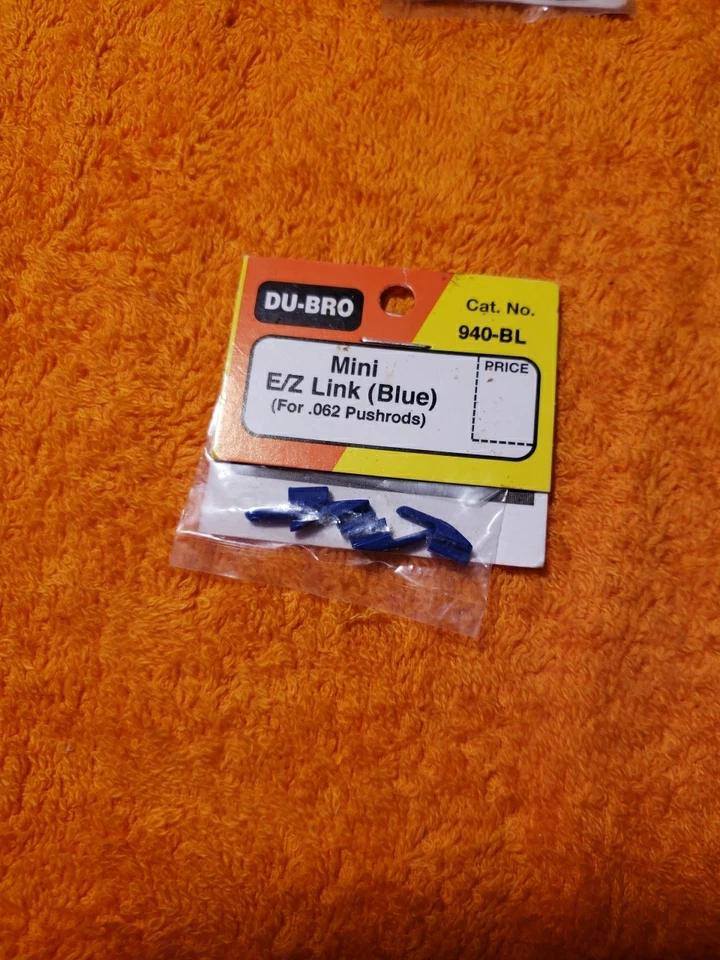 DU-BRO
Cat. No.
940-BL
Mini
E/Z Link (Blue)
(For .062 Pushrods)
PRICE